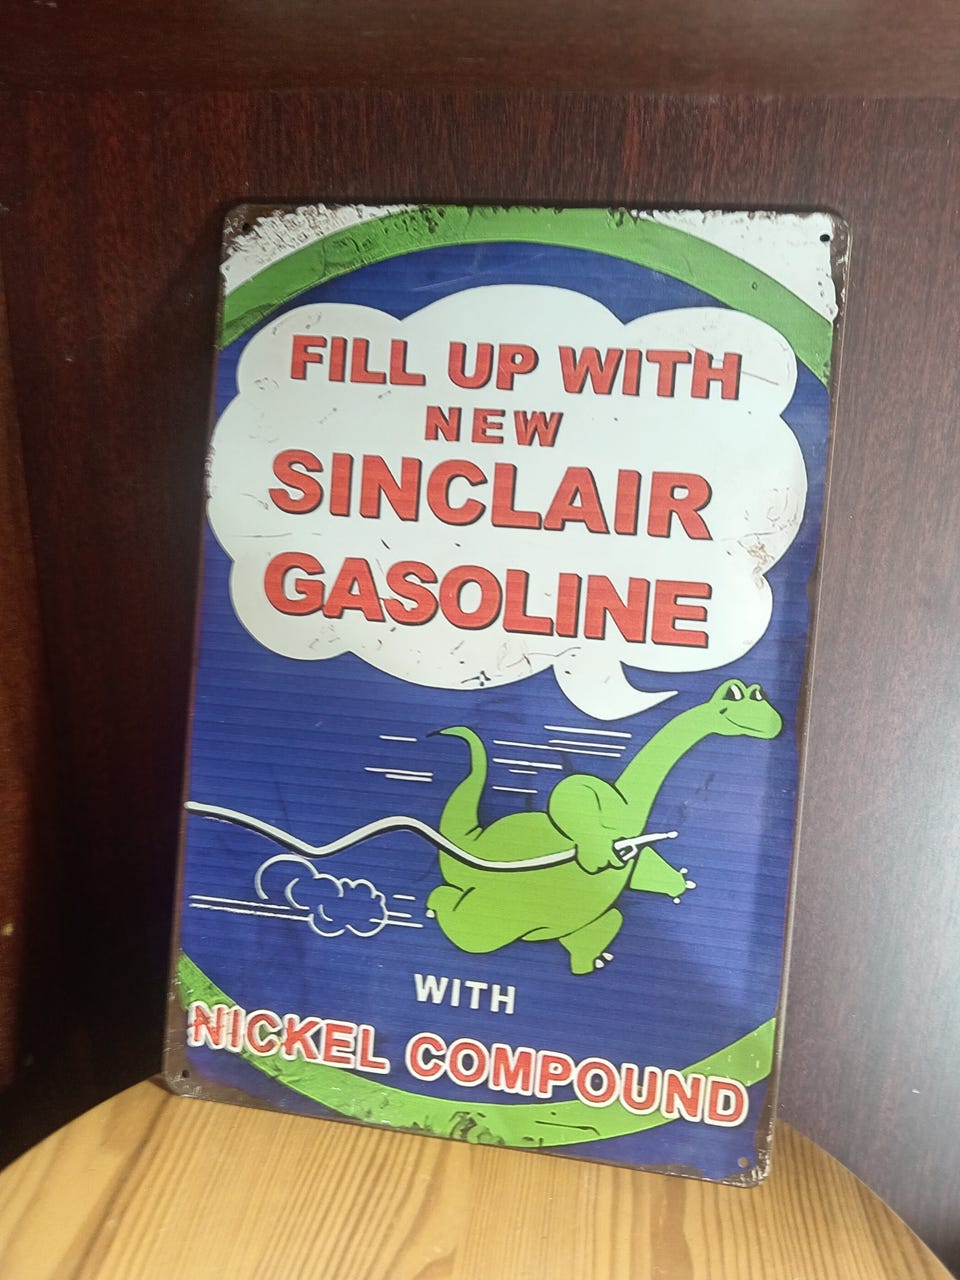 FILL UP WITH
NEW
SINCLAIR
GASOLINE
WITH
NICKEL COMPOUND